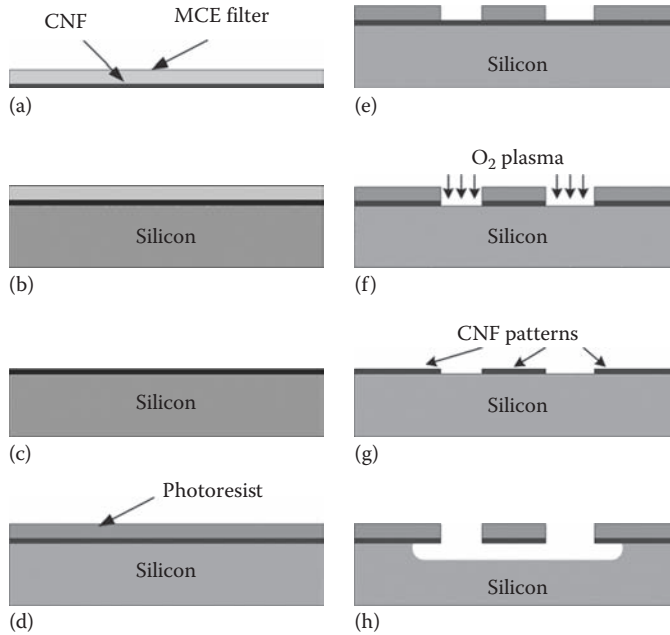 CNF
MCE filter
(a)
Silicon
(b)
Silicon
(c)
Photoresist
Silicon
(d)
Silicon
(e)
O₂ plasma
Silicon
(f)
CNF patterns
Silicon
(g)
Silicon
(h)